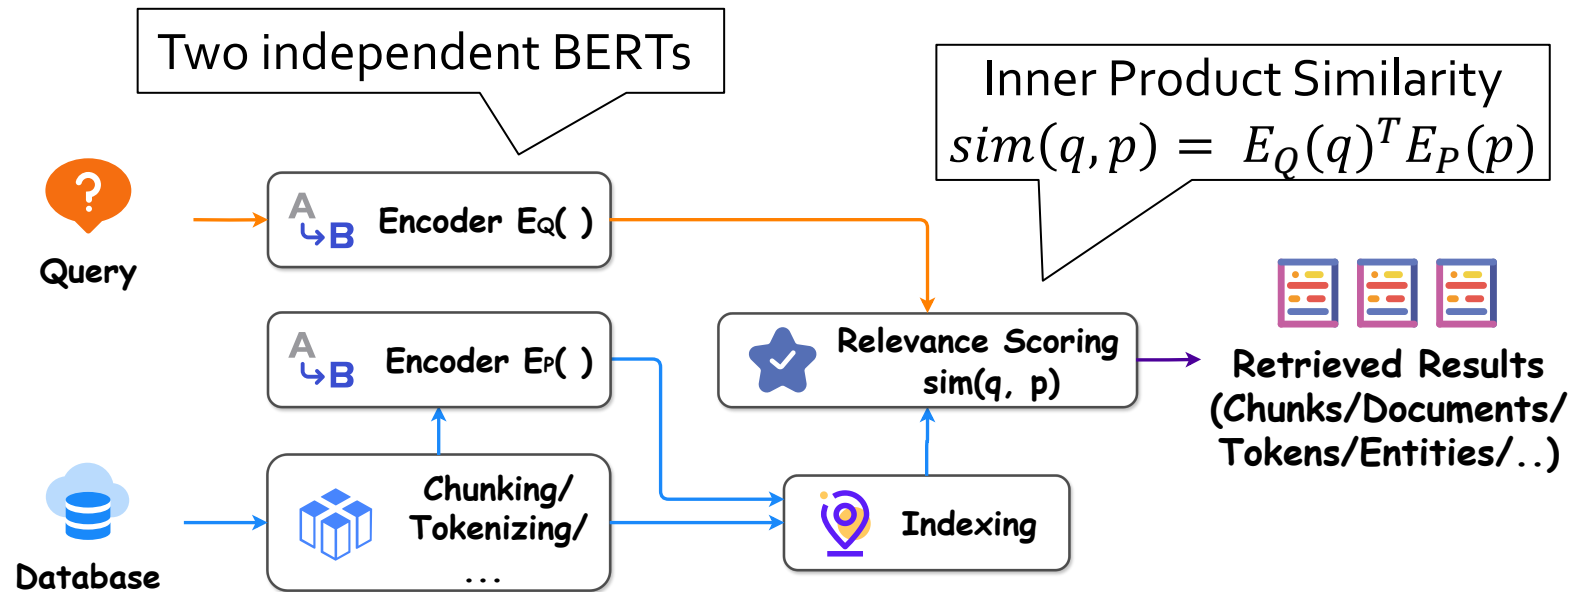 Two independent BERTs
Inner Product Similarity
sim(q, p) = E_Q(q)^T E_P(p)
Query
A
B
Encoder EQ( )
A
B
Encoder EP( )
Relevance Scoring
sim(q, p)
Retrieved Results
(Chunks/Documents/
Tokens/Entities/..)
Database
Chunking/
Tokenizing/
...
Indexing